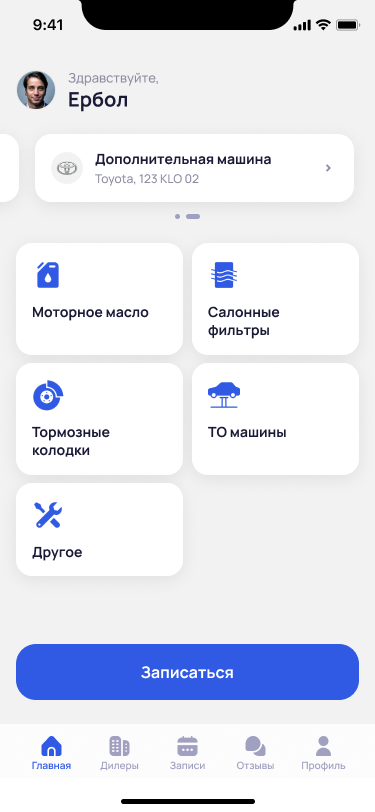 9:41
Здравствуйте,
Ербол
Дополнительная машина
Toyota, 123 KLO 02
Моторное масло
Салонные
фильтры
Тормозные
колодки
ТО машины
Другое
Записаться
Главная
Дилеры
Записи
Отзывы
Профиль